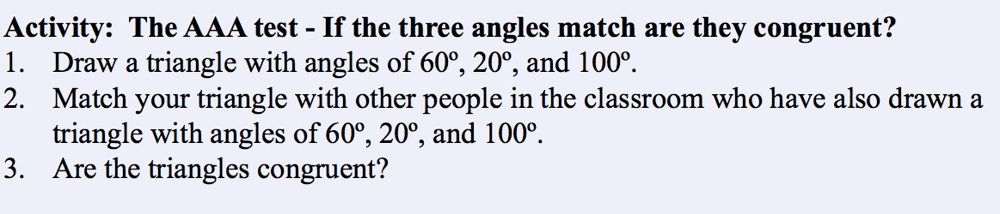 Activity: The AAA test - If the three angles match are they congruent?
1. Draw a triangle with angles of 60º, 20º, and 100º.
2. Match your triangle with other people in the classroom who have also drawn a
triangle with angles of 60º, 20º, and 100º.
3. Are the triangles congruent?